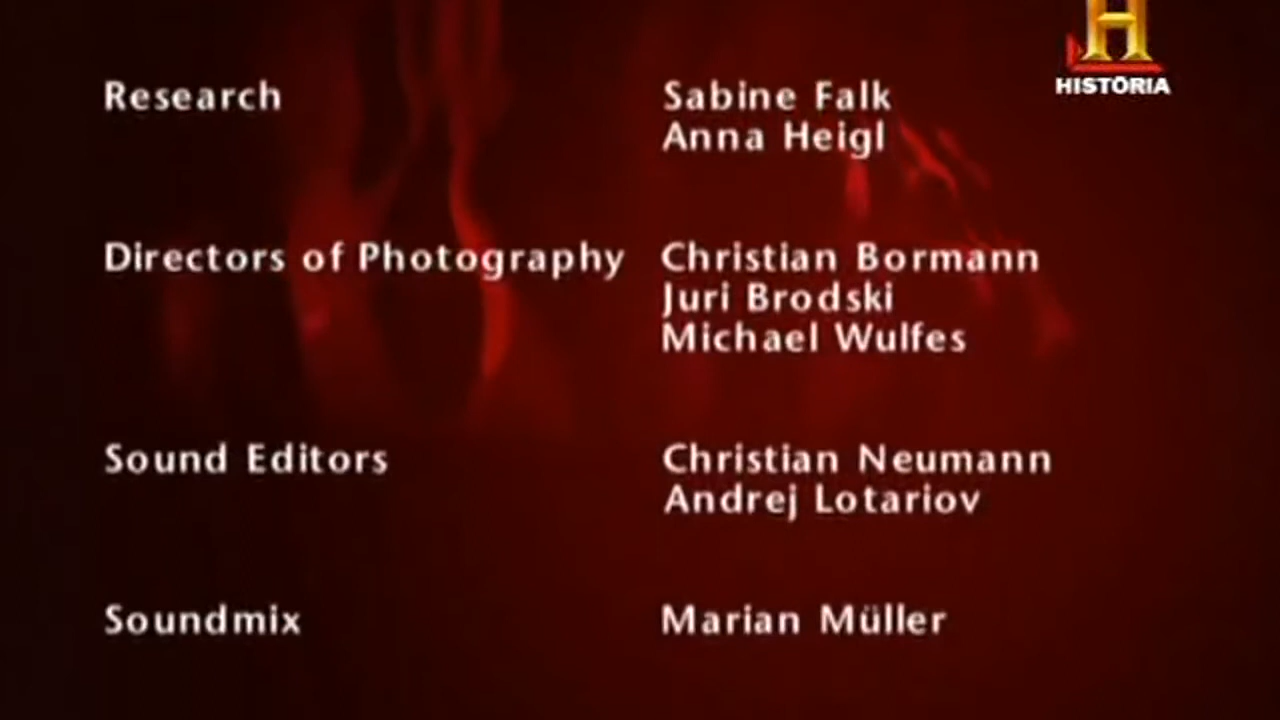 H
HISTÓRIA
Research Sabine Falk
Anna Heigl
Directors of Photography Christian Bormann
Juri Brodski
Michael Wulfes
Sound Editors Christian Neumann
Andrej Lotariov
Soundmix Marian Müller